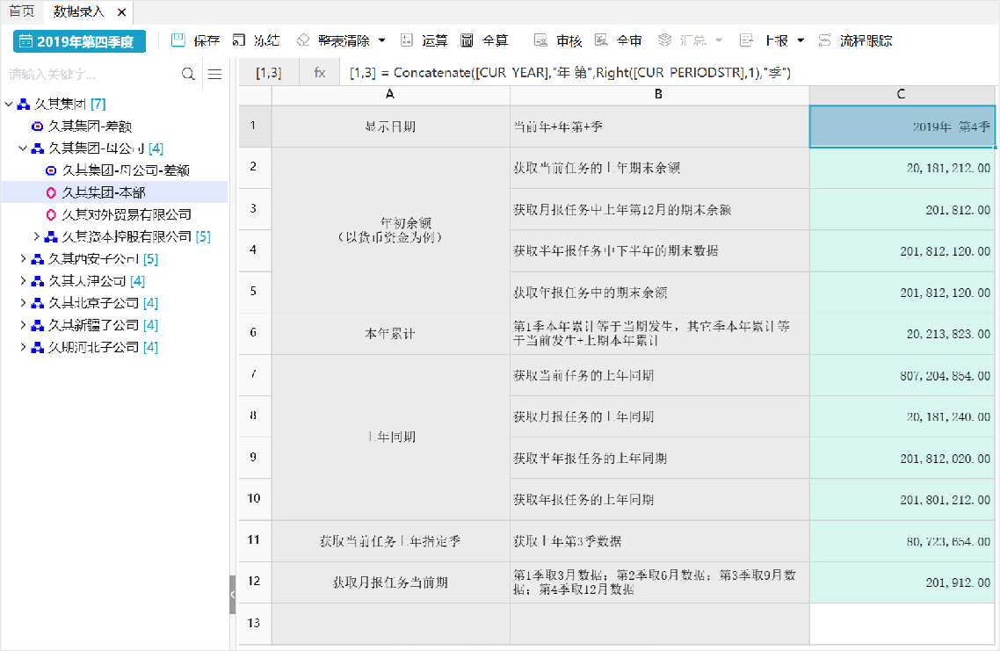 首页 数据录入 ×
2019年第四季度 保存 冻结 整表清除 运算 全算 审核 全审 汇总 上报 流程跟踪
请输入关键字...
[1,3] fx [1,3] = Concatenate([CUR_YEAR],"年 第",Right([CUR_PERIODSTR],1),"季")
久其集团 [7]
久其集团-差额
久其集团-母公司 [4]
久其集团-母公司-差额
久其集团-本部
久其对外贸易有限公司
久其资本控股有限公司 [5]
久其西安子公司 [5]
久其天津公司 [4]
久其北京子公司 [4]
久其新疆子公司 [4]
久期河北子公司 [4]
A B C
1 显示日期 当前年+年第+季 2019年 第4季
2 获取当前任务的上年期末余额 20,181,212.00
年初余额
（以货币资金为例）
3 获取月报任务中上年第12月的期末余额 201,812.00
4 获取半年报任务中下半年的期末数据 201,812,120.00
5 获取年报任务中的期末余额 201,812,120.00
6 本年累计 第1季本年累计等于当期发生，其它季本年累计等
于当前发生+上期本年累计 20,213,823.00
7 获取当前任务的上年同期 807,204,854.00
8 获取月报任务的上年同期 20,181,240.00
上年同期
9 获取半年报任务的上年同期 201,812,020.00
10 获取年报任务的上年同期 201,801,212.00
11 获取当前任务上年指定季 获取上年第3季数据 80,723,654.00
12 获取月报任务当前期 第1季取3月数据；第2季取6月数据；第3季取9月数
据；第4季取12月数据 201,912.00
13